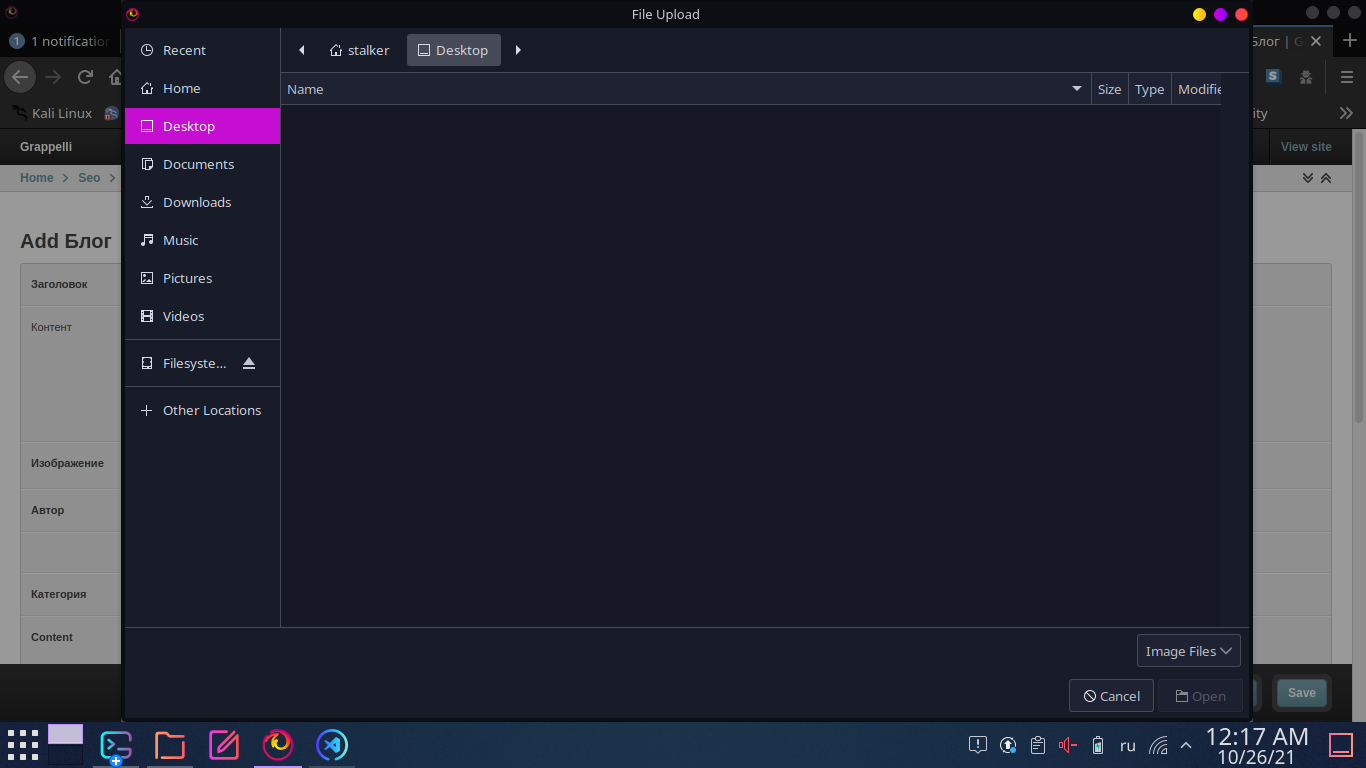 File Upload
1 notification
Блог | G
Kali Linux
ity
Grappelli
View site
Home
Seo
Add Блог
Заголовок
Контент
Изображение
Автор
Категория
Content
Save
Recent
Home
Desktop
Documents
Downloads
Music
Pictures
Videos
Filesyste...
Other Locations
stalker
Desktop
Name
Size
Type
Modifie
Image Files
Cancel
Open
ru
12:17 AM
10/26/21